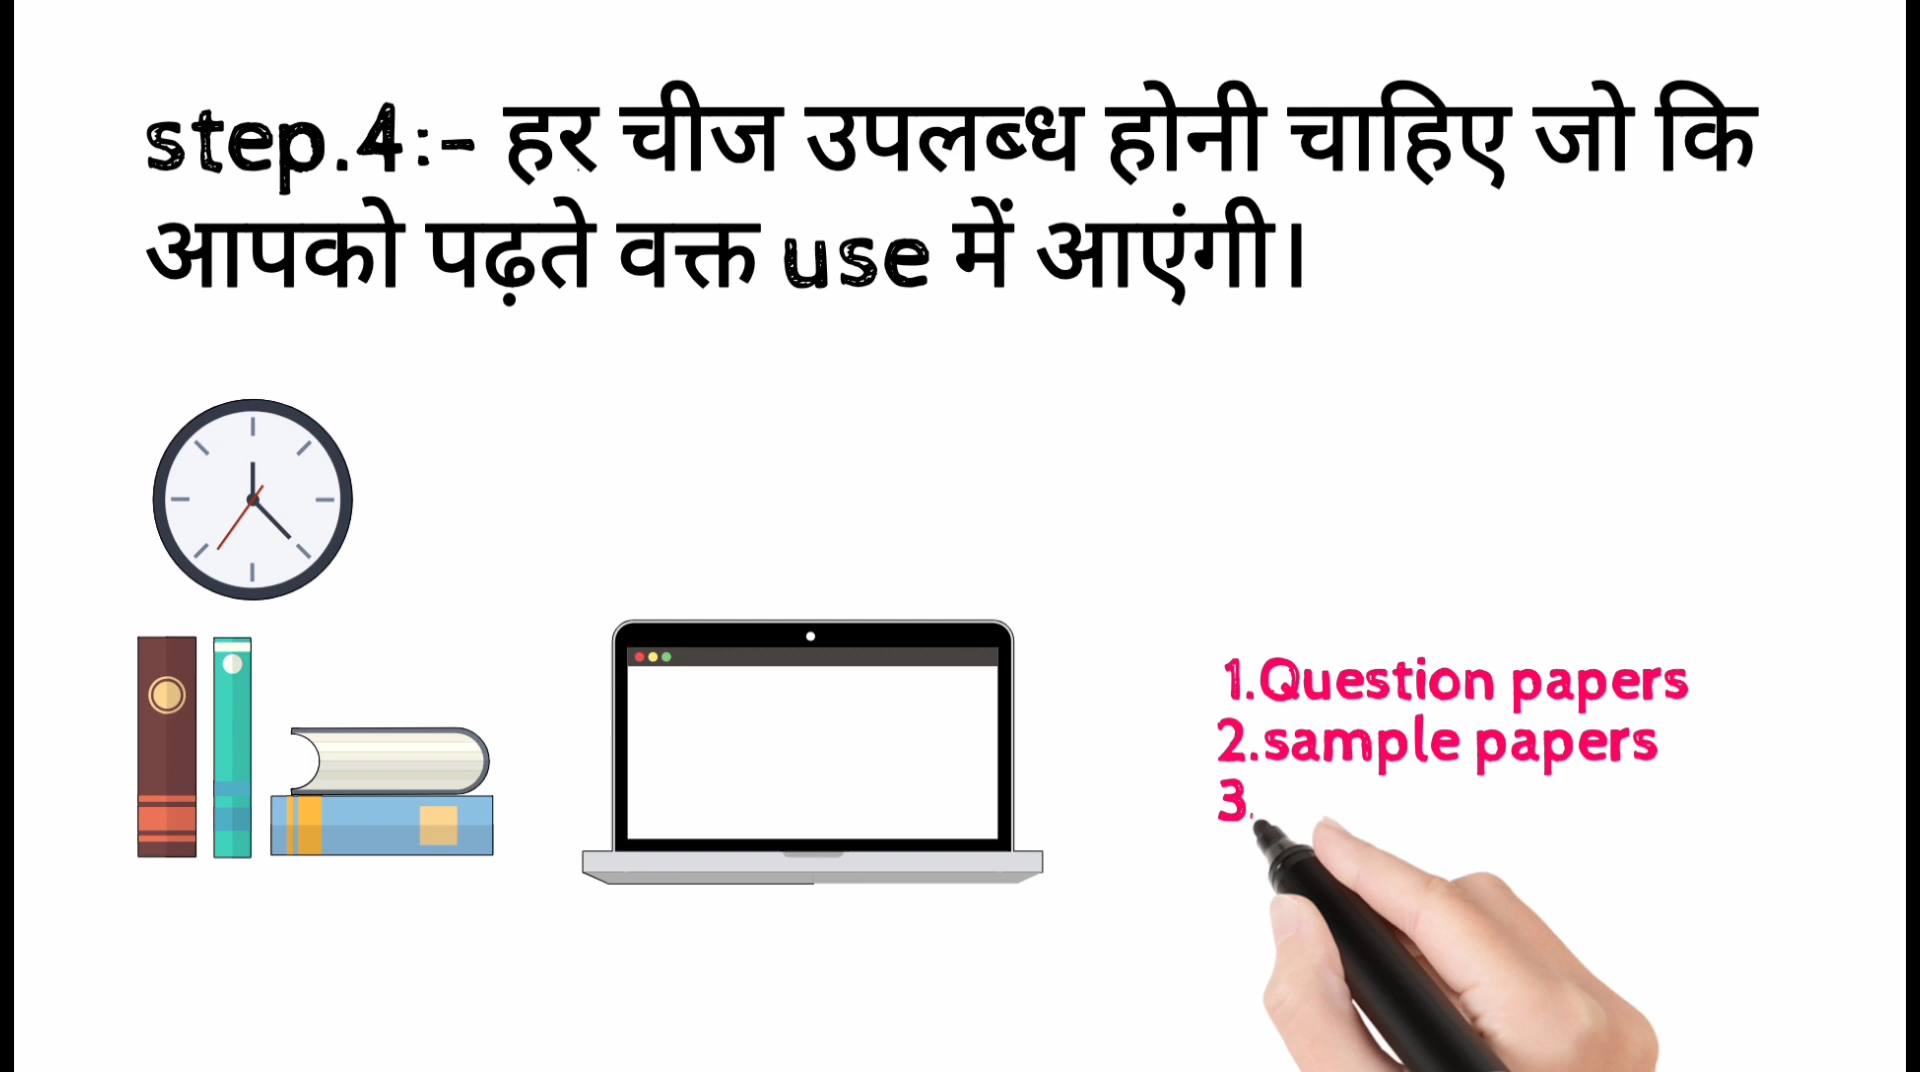 step.4:- हर चीज उपलब्ध होनी चाहिए जो कि
आपको पढ़ते वक्त use में आएंगी।
1.Question papers
2.sample papers
3.